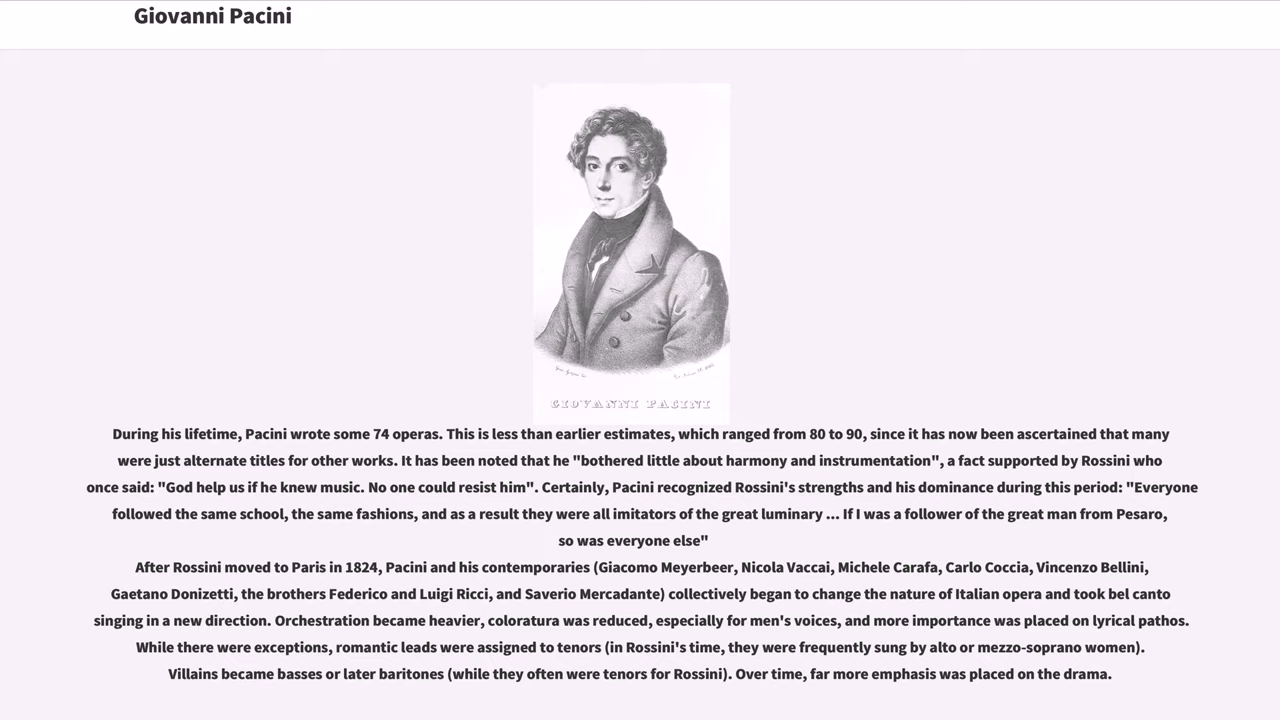 Giovanni Pacini
GIOVANNI PACINI
During his lifetime, Pacini wrote some 74 operas. This is less than earlier estimates, which ranged from 80 to 90, since it has now been ascertained that many
were just alternate titles for other works. It has been noted that he "bothered little about harmony and instrumentation", a fact supported by Rossini who
once said: "God help us if he knew music. No one could resist him". Certainly, Pacini recognized Rossini's strengths and his dominance during this period: "Everyone
followed the same school, the same fashions, and as a result they were all imitators of the great luminary ... If I was a follower of the great man from Pesaro,
so was everyone else"
After Rossini moved to Paris in 1824, Pacini and his contemporaries (Giacomo Meyerbeer, Nicola Vaccai, Michele Carafa, Carlo Coccia, Vincenzo Bellini,
Gaetano Donizetti, the brothers Federico and Luigi Ricci, and Saverio Mercadante) collectively began to change the nature of Italian opera and took bel canto
singing in a new direction. Orchestration became heavier, coloratura was reduced, especially for men's voices, and more importance was placed on lyrical pathos.
While there were exceptions, romantic leads were assigned to tenors (in Rossini's time, they were frequently sung by alto or mezzo-soprano women).
Villains became basses or later baritones (while they often were tenors for Rossini). Over time, far more emphasis was placed on the drama.